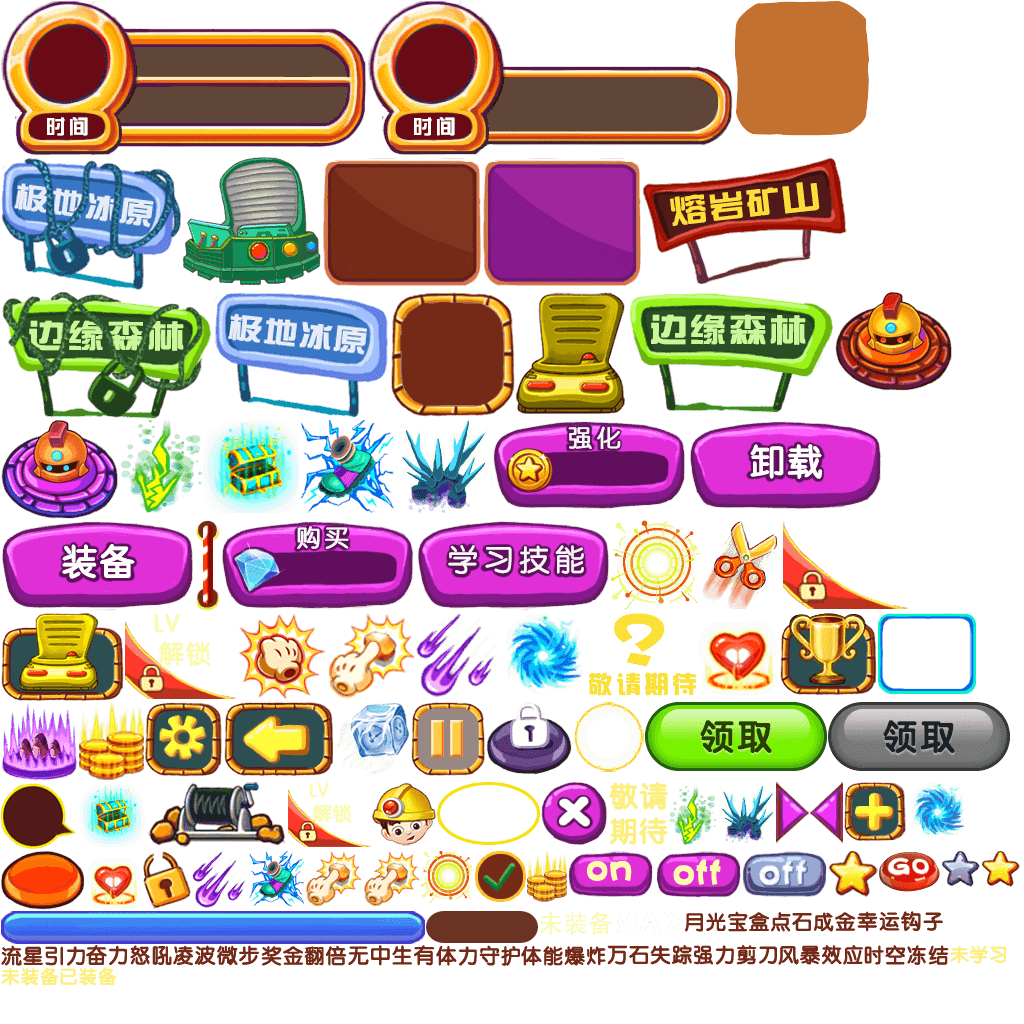 时间
时间
极地冰原
熔岩矿山
边缘森林
极地冰原
边缘森林
强化
卸载
装备
购买
学习技能
LV
解锁
?
敬请期待
领取
领取
LV
解锁
敬请
期待
on
off
off
GO
未装备MAX月光宝盒点石成金幸运钩子
流星引力奋力怒吼凌波微步奖金翻倍无中生有体力守护体能爆炸万石失踪强力剪刀风暴效应时空冻结未学习
未装备已装备